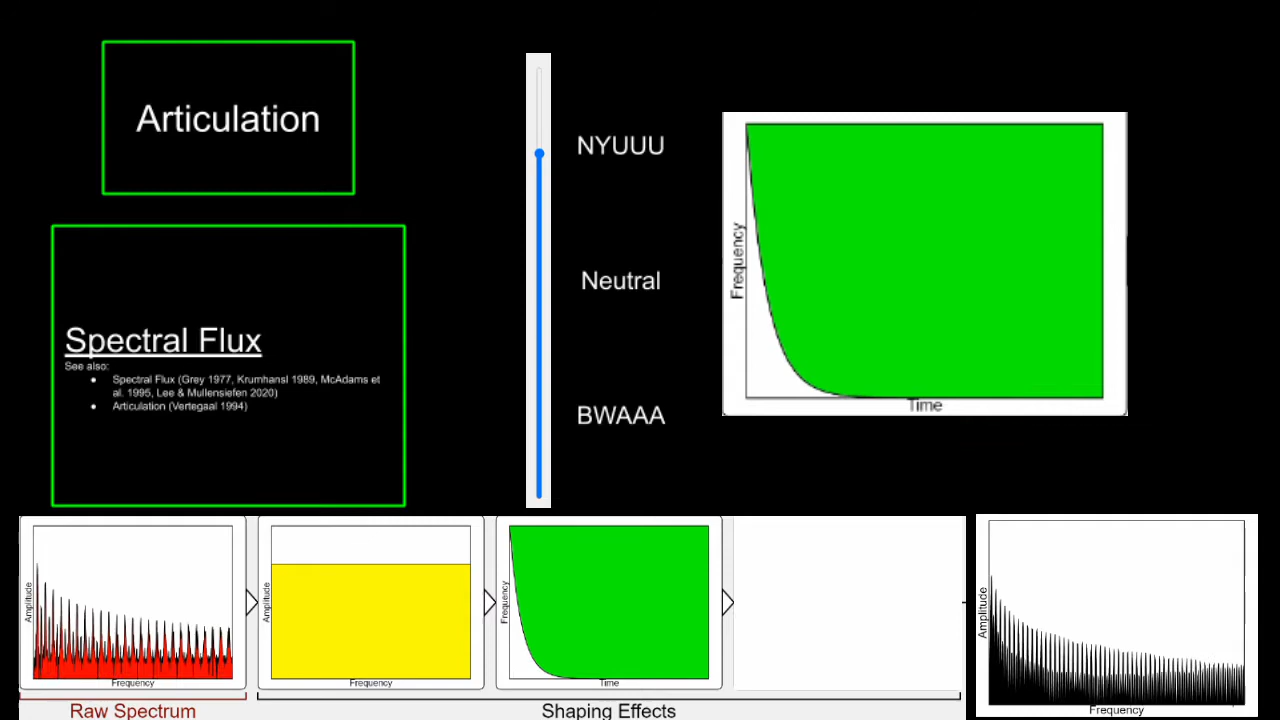 Articulation
Spectral Flux
See also:
● Spectral Flux (Grey 1977, Krumhansl 1989, McAdams et
al. 1995, Lee & Mullensiefen 2020)
● Articulation (Vertegaal 1994)
NYUUU
Neutral
BWAAA
Frequency
Time
Amplitude
Frequency
Amplitude
Frequency
Frequency
Time
Amplitude
Frequency
Raw Spectrum
Shaping Effects